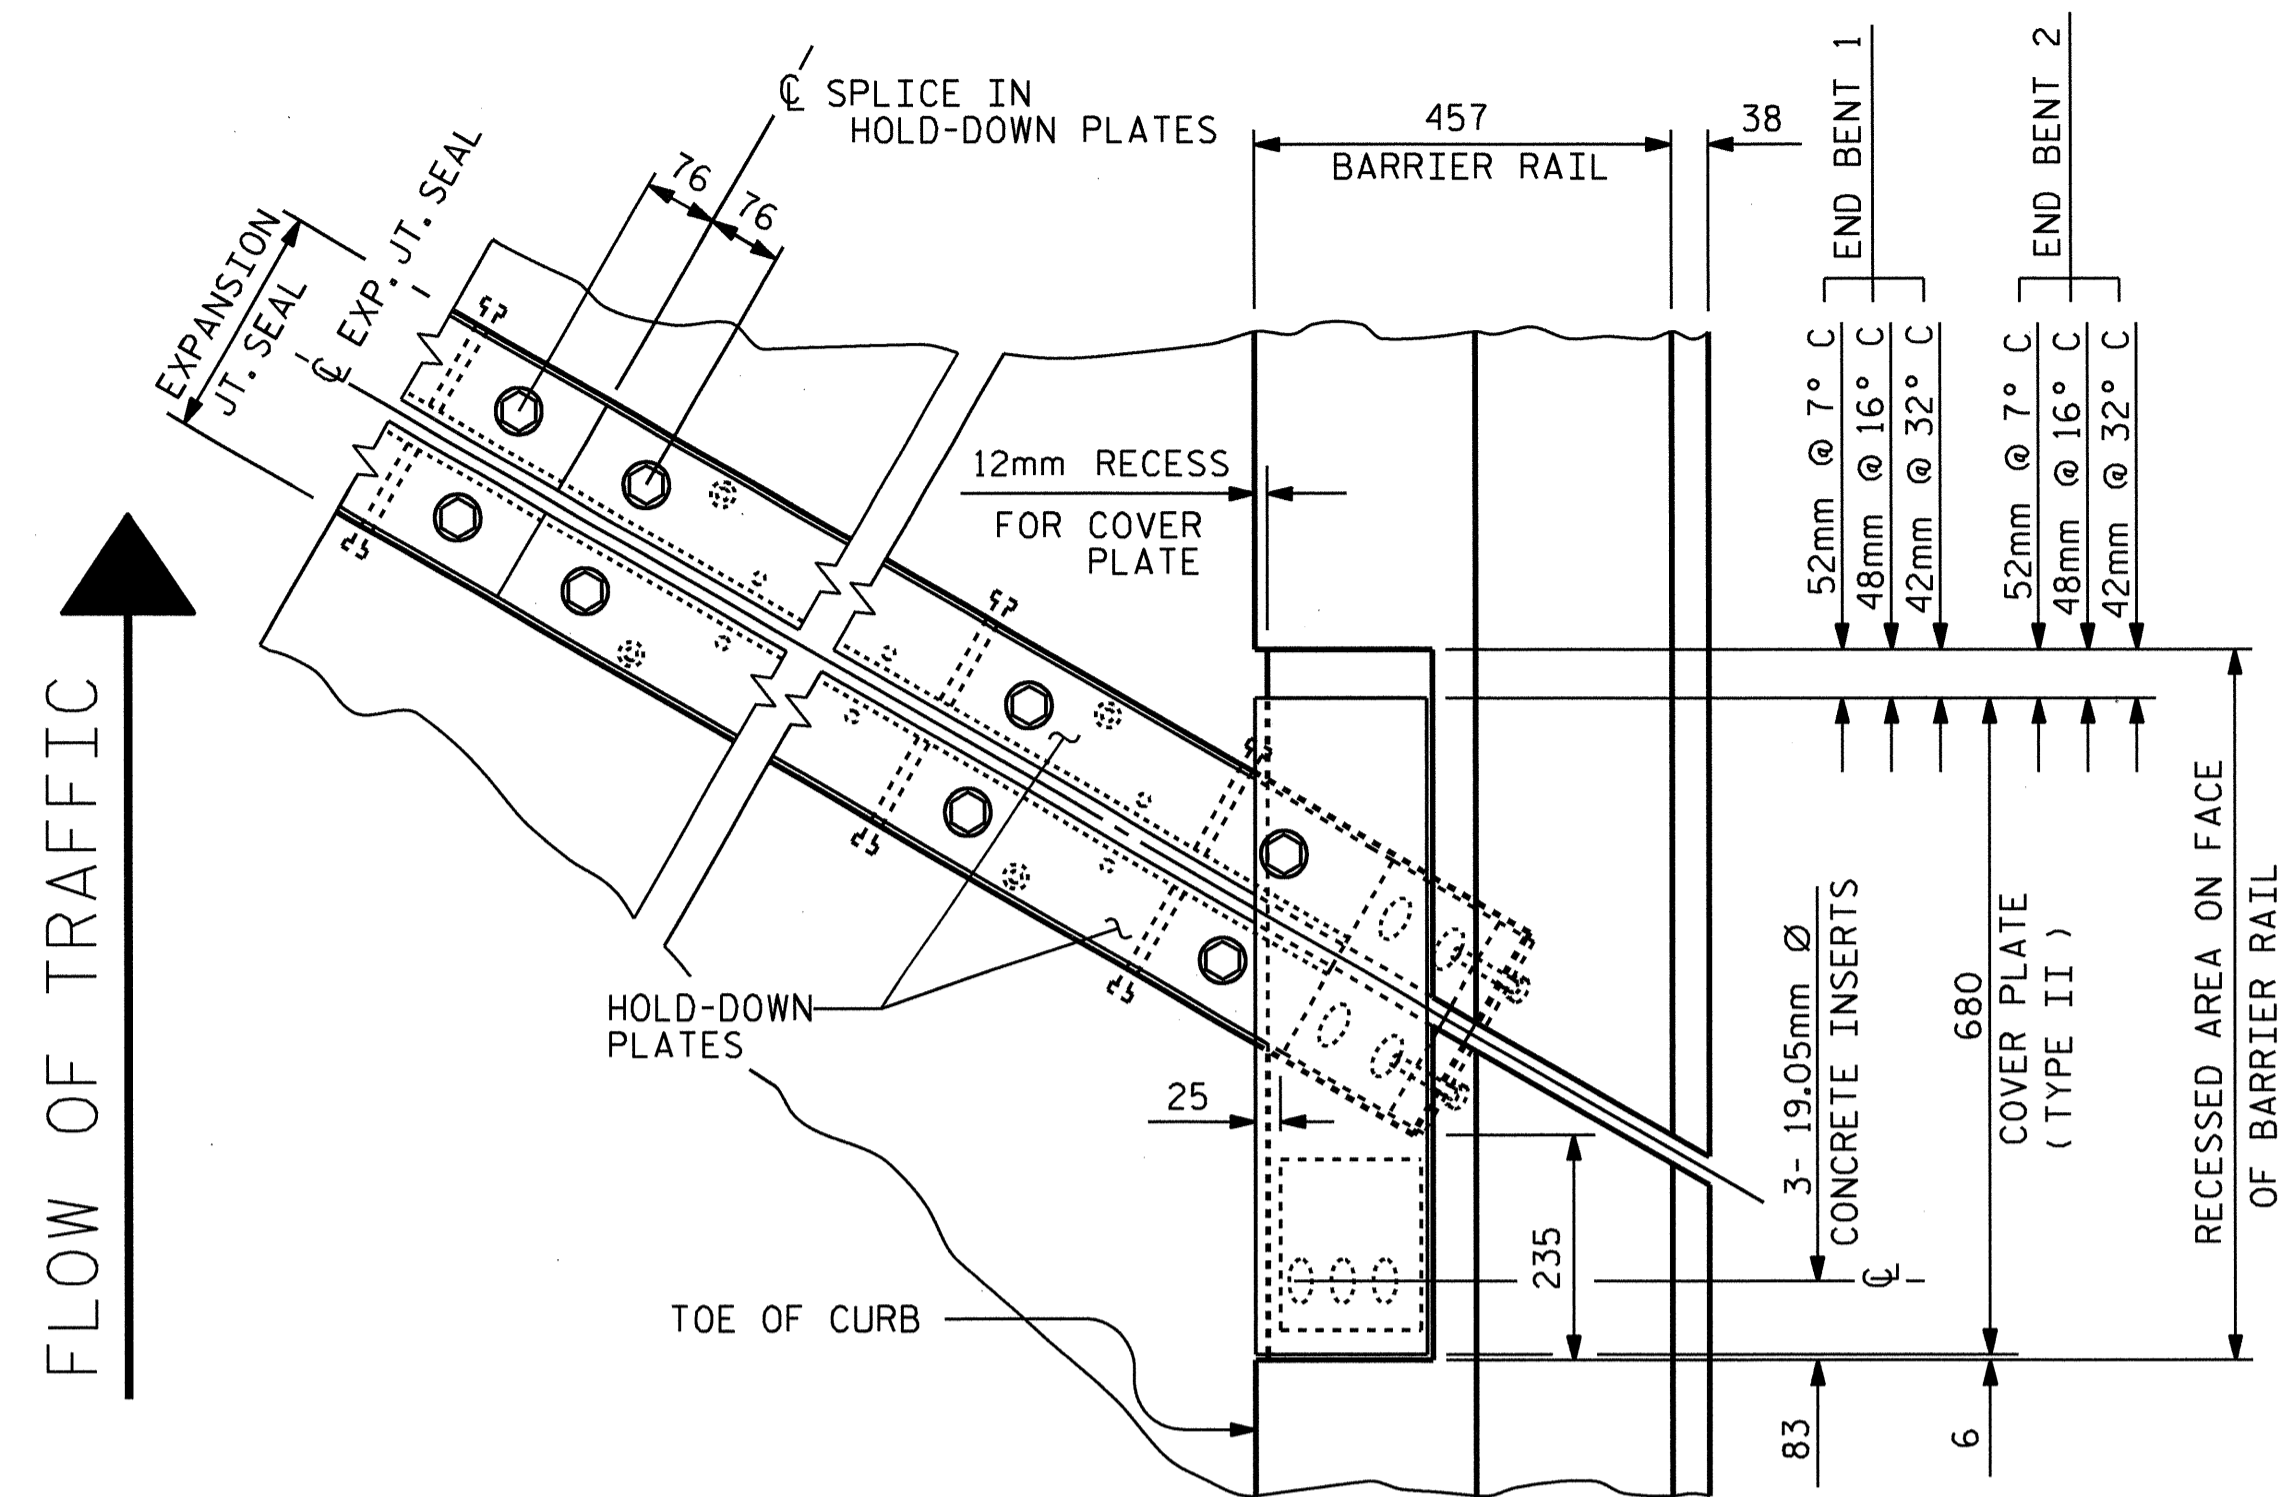 ℄ SPLICE IN
HOLD-DOWN PLATES
76
76
EXPANSION
JT. SEAL
℄ EXP. JT. SEAL
457
BARRIER RAIL
38
END BENT 1
52mm @ 7° C
48mm @ 16° C
42mm @ 32° C
END BENT 2
52mm @ 7° C
48mm @ 16° C
42mm @ 32° C
12mm RECESS
FOR COVER
PLATE
FLOW OF TRAFFIC
HOLD-DOWN
PLATES
25
235
3- 19.05mm Ø
CONCRETE INSERTS
℄
680
COVER PLATE
(TYPE II )
RECESSED AREA ON FACE
OF BARRIER RAIL
TOE OF CURB
83
6